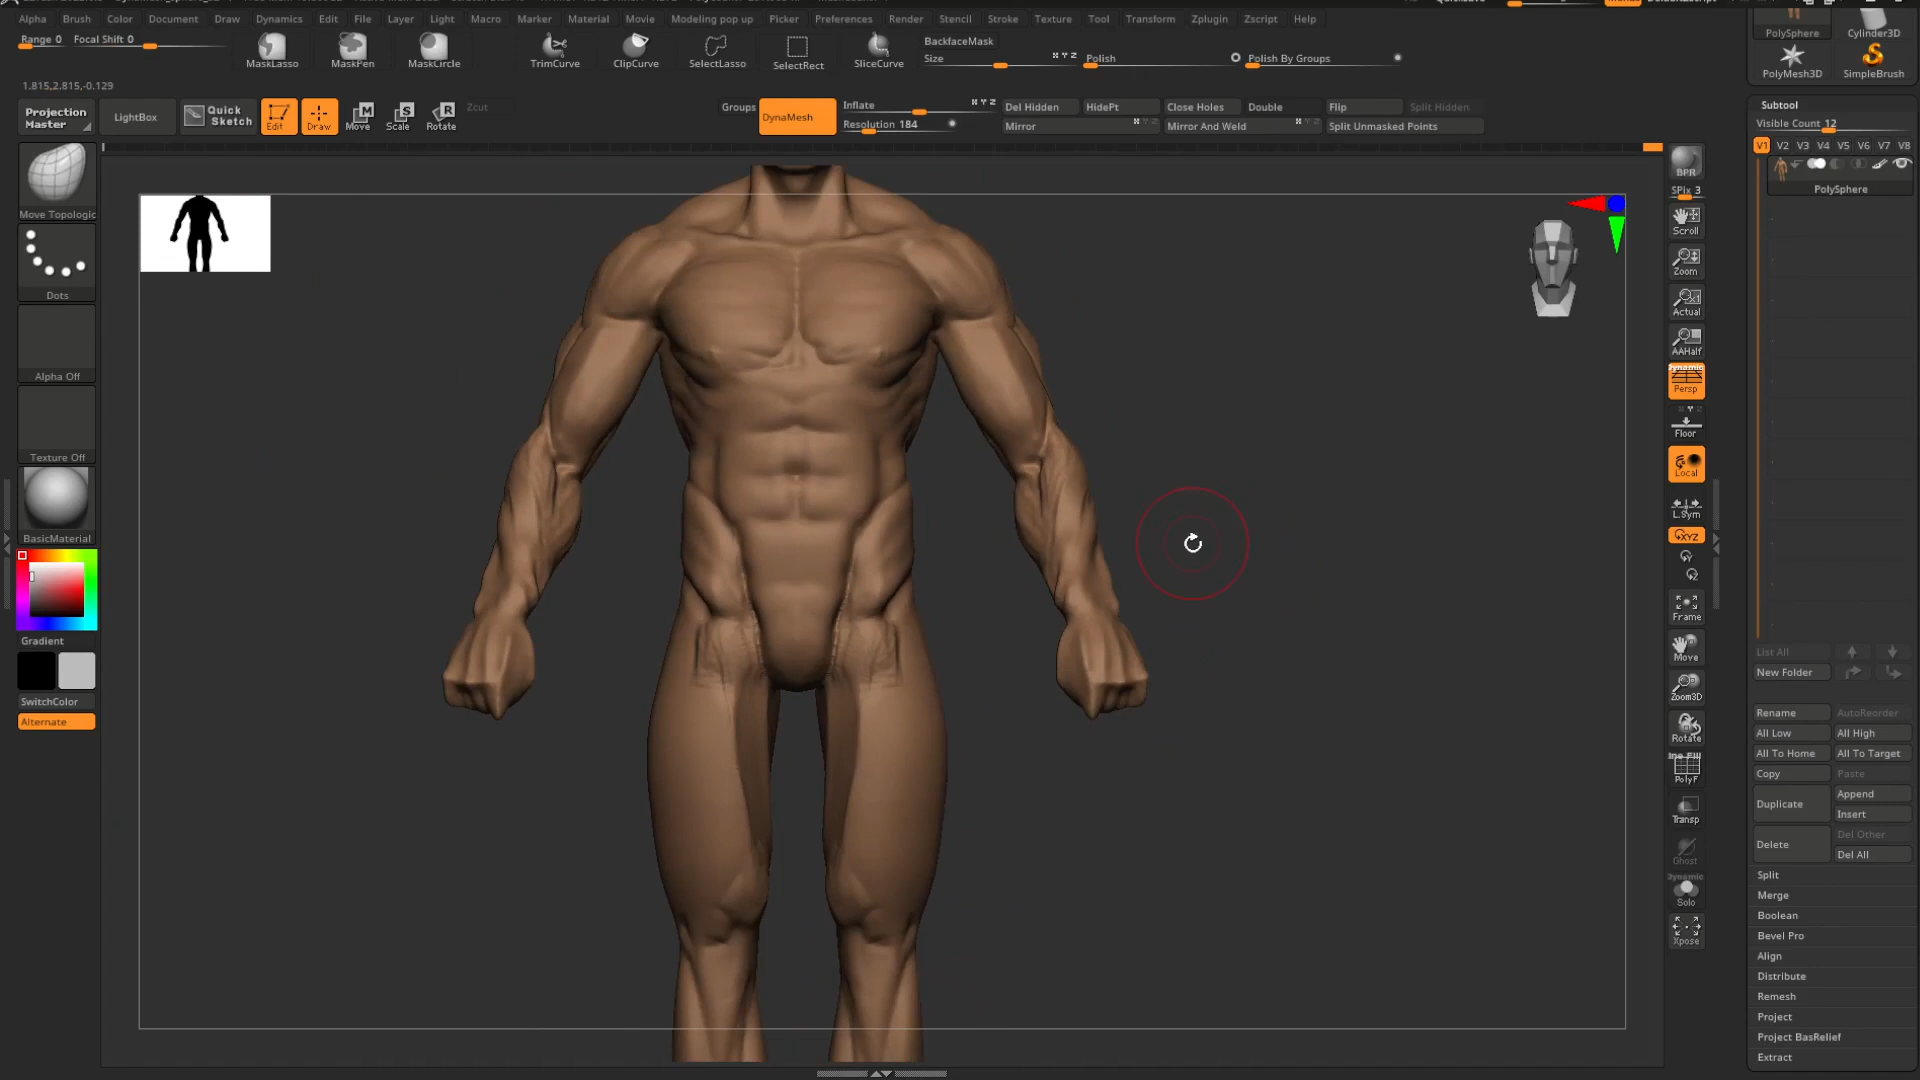 Alpha Brush Color Document Draw Dynamics Edit File Layer Light Macro Marker Material Movie Modeling pop up Picker Preferences Render Stencil Stroke Texture Tool Transform Zplugin Zscript Help
Range 0 Focal Shift 0
MaskLasso MaskPen MaskCircle TrimCurve ClipCurve SelectLasso SelectRect SliceCurve
BackfaceMask
Size X Y Z Polish Polish By Groups
PolySphere Cylinder3D
PolyMesh3D SimpleBrush
1.815,2.815,-0.129
Projection Master
LightBox
Quick Sketch
Edit Draw Move Scale Rotate
Zcut
Groups
DynaMesh
Inflate X Y Z
Resolution 184
Del Hidden HidePt Close Holes Double Flip Split Hidden
Mirror Mirror And Weld Split Unmasked Points
Subtool
Visible Count 12
V1 V2 V3 V4 V5 V6 V7 V8
PolySphere
Move Topologic
Dots
Alpha Off
Texture Off
BasicMaterial
Gradient
SwitchColor
Alternate
BPR
SPix 3
Scroll
Zoom
Actual
AAHalf
Dynamic
Persp
Floor
Local
L.Sym
XYZ
Y
Z
Frame
Move
Zoom3D
Rotate
PolyF
Transp
Ghost
Dynamic
Solo
Xpose
List All
New Folder
Rename AutoReorder
All Low All High
All To Home All To Target
Copy Paste
Duplicate Append
Insert
Delete Del Other
Del All
Split
Merge
Boolean
Bevel Pro
Align
Distribute
Remesh
Project
Project BasRelief
Extract